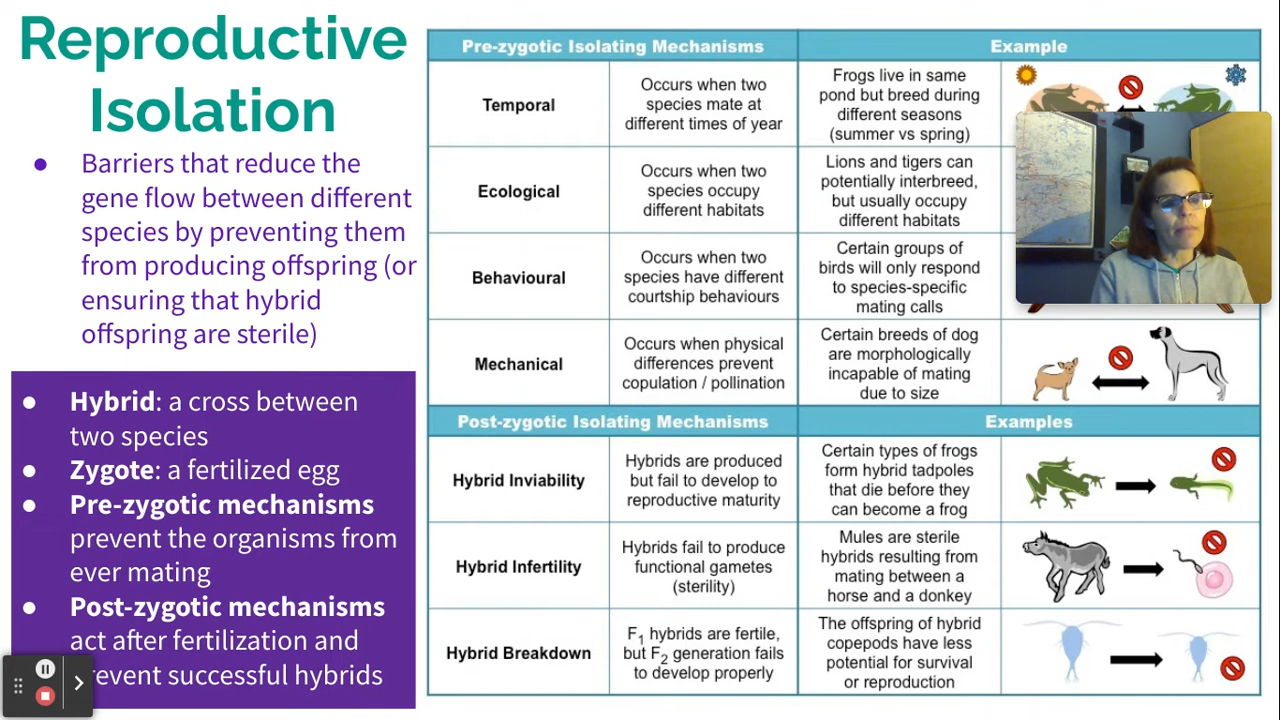 Reproductive
Isolation
● Barriers that reduce the
gene flow between different
species by preventing them
from producing offspring (or
ensuring that hybrid
offspring are sterile)
● Hybrid: a cross between
two species
● Zygote: a fertilized egg
● Pre-zygotic mechanisms
prevent the organisms from
ever mating
● Post-zygotic mechanisms
act after fertilization and
revent successful hybrids
Pre-zygotic Isolating Mechanisms
Example
Temporal
Occurs when two
species mate at
different times of year
Frogs live in same
pond but breed during
different seasons
(summer vs spring)
Ecological
Occurs when two
species occupy
different habitats
Lions and tigers can
potentially interbreed,
but usually occupy
different habitats
Behavioural
Occurs when two
species have different
courtship behaviours
Certain groups of
birds will only respond
to species-specific
mating calls
Mechanical
Occurs when physical
differences prevent
copulation / pollination
Certain breeds of dog
are morphologically
incapable of mating
due to size
Post-zygotic Isolating Mechanisms
Examples
Hybrid Inviability
Hybrids are produced
but fail to develop to
reproductive maturity
Certain types of frogs
form hybrid tadpoles
that die before they
can become a frog
Hybrid Infertility
Hybrids fail to produce
functional gametes
(sterility)
Mules are sterile
hybrids resulting from
mating between a
horse and a donkey
Hybrid Breakdown
F₁ hybrids are fertile,
but F₂ generation fails
to develop properly
The offspring of hybrid
copepods have less
potential for survival
or reproduction